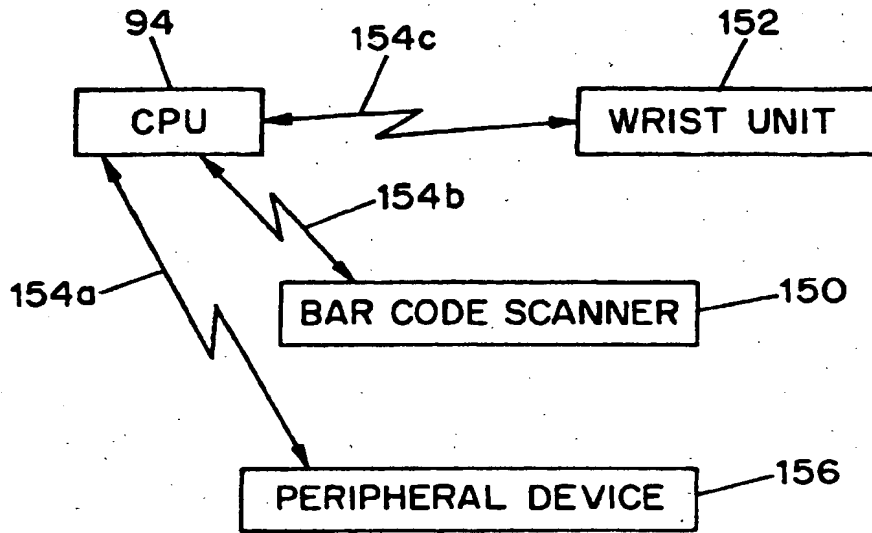 94
154c
152
CPU
WRIST UNIT
154b
154a
BAR CODE SCANNER
150
PERIPHERAL DEVICE
156